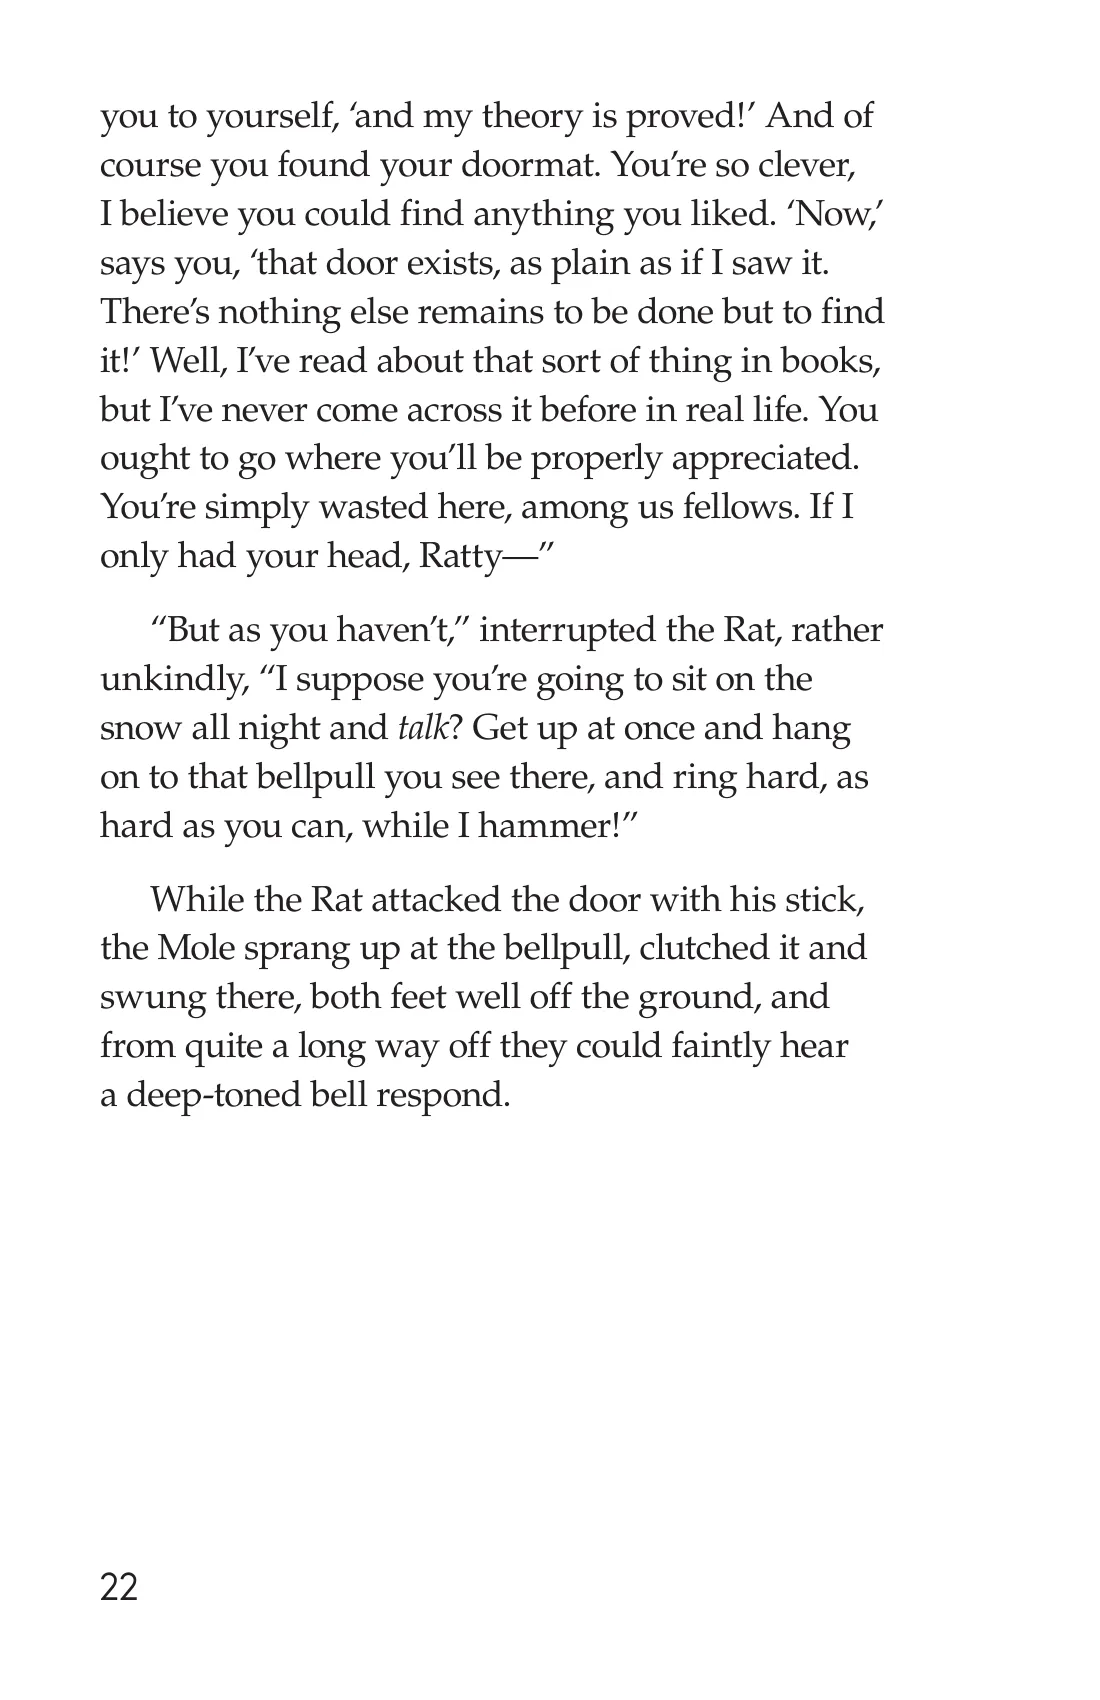 you to yourself, ‘and my theory is proved!’ And of
course you found your doormat. You’re so clever,
I believe you could find anything you liked. ‘Now,’
says you, ‘that door exists, as plain as if I saw it.
There’s nothing else remains to be done but to find
it!’ Well, I’ve read about that sort of thing in books,
but I’ve never come across it before in real life. You
ought to go where you’ll be properly appreciated.
You’re simply wasted here, among us fellows. If I
only had your head, Ratty—”
“But as you haven’t,” interrupted the Rat, rather
unkindly, “I suppose you’re going to sit on the
snow all night and talk? Get up at once and hang
on to that bellpull you see there, and ring hard, as
hard as you can, while I hammer!”
While the Rat attacked the door with his stick,
the Mole sprang up at the bellpull, clutched it and
swung there, both feet well off the ground, and
from quite a long way off they could faintly hear
a deep-toned bell respond.
22